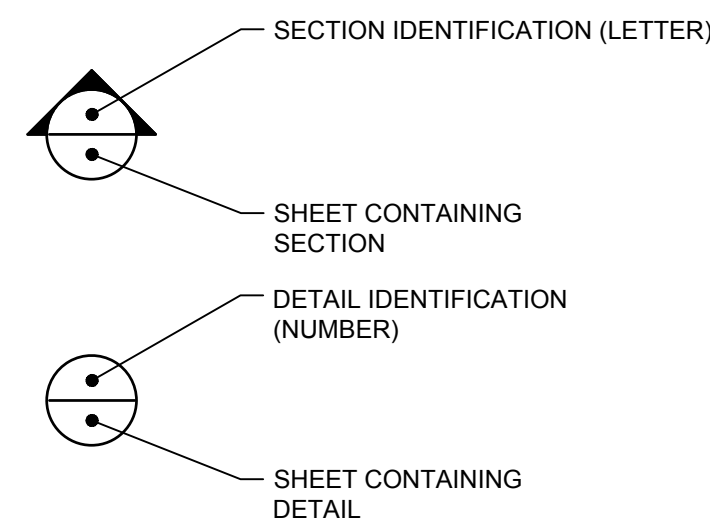 SECTION IDENTIFICATION (LETTER)
SHEET CONTAINING
SECTION
DETAIL IDENTIFICATION
(NUMBER)
SHEET CONTAINING
DETAIL